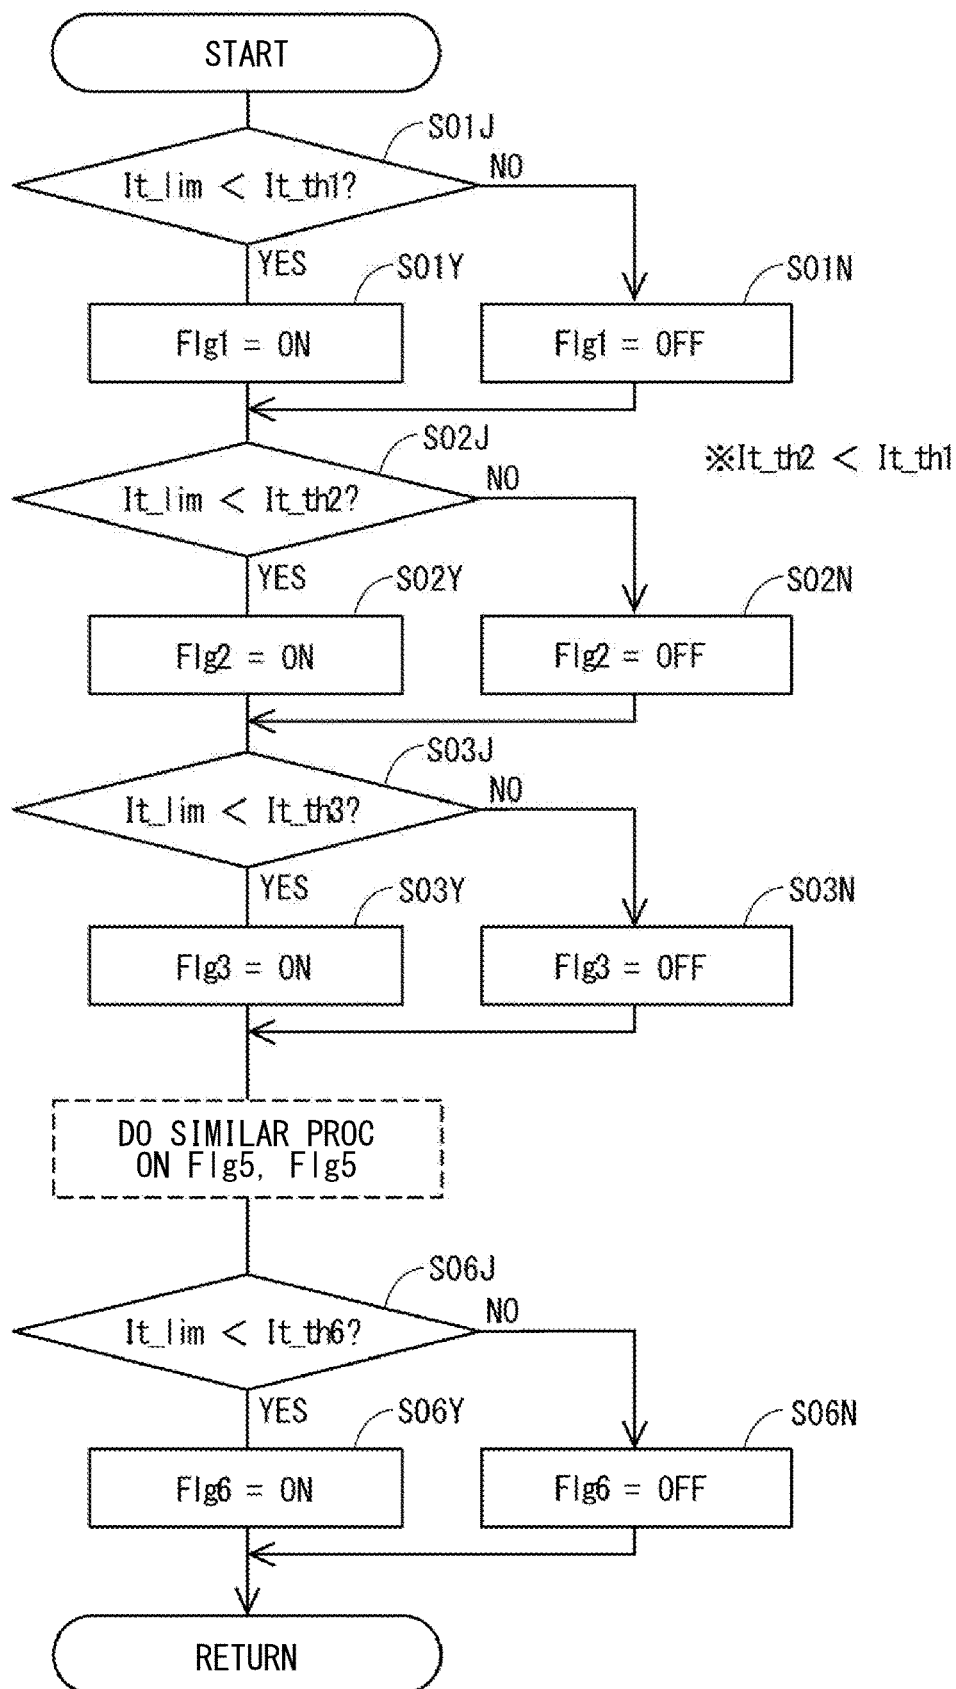 START
S01J
It_lim < It_th1?
NO
YES
S01Y
S01N
Flg1 = ON
Flg1 = OFF
S02J
※It_th2 < It_th1
It_lim < It_th2?
NO
YES
S02Y
S02N
Flg2 = ON
Flg2 = OFF
S03J
It_lim < It_th3?
NO
YES
S03Y
S03N
Flg3 = ON
Flg3 = OFF
DO SIMILAR PROC
ON Flg5, Flg5
S06J
It_lim < It_th6?
NO
YES
S06Y
S06N
Flg6 = ON
Flg6 = OFF
RETURN